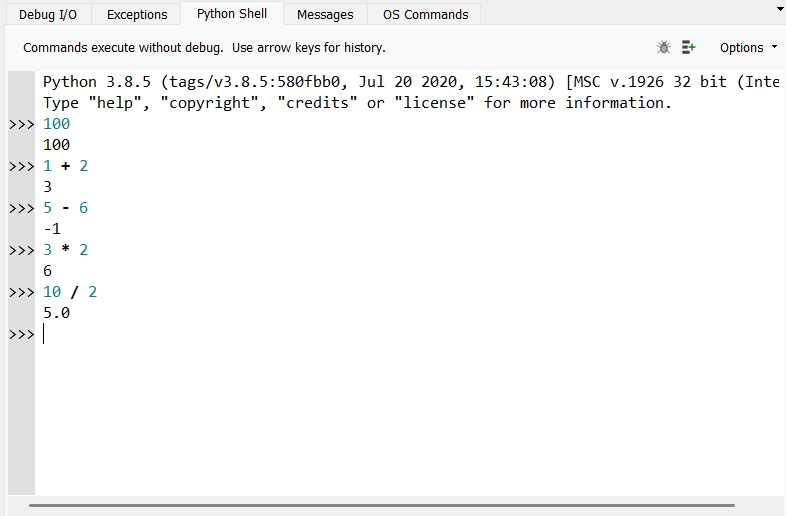 Debug I/O Exceptions Python Shell Messages OS Commands
Commands execute without debug. Use arrow keys for history. Options
Python 3.8.5 (tags/v3.8.5:580fbb0, Jul 20 2020, 15:43:08) [MSC v.1926 32 bit (Inte
Type "help", "copyright", "credits" or "license" for more information.
>>> 100
100
>>> 1 + 2
3
>>> 5 - 6
-1
>>> 3 * 2
6
>>> 10 / 2
5.0
>>>